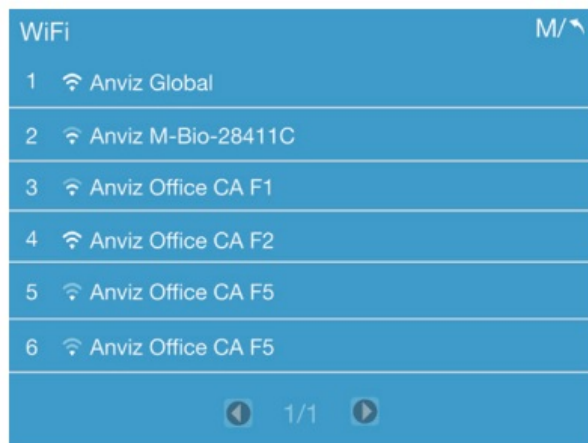 WiFi M/
1 Anviz Global
2 Anviz M-Bio-28411C
3 Anviz Office CA F1
4 Anviz Office CA F2
5 Anviz Office CA F5
6 Anviz Office CA F5
1/1